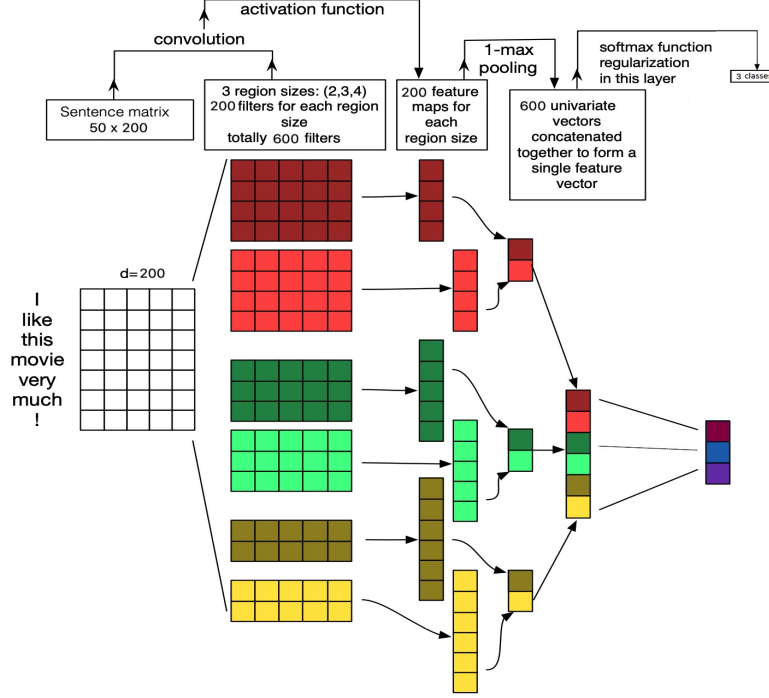 activation function
convolution
1-max
pooling
softmax function
regularization
in this layer
3 classes
Sentence matrix
50 x 200
3 region sizes: (2,3,4)
200 filters for each region
size
totally 600 filters
200 feature
maps for
each
region size
600 univariate
vectors
concatenated
together to form a
single feature
vector
d=200
I
like
this
movie
very
much
!